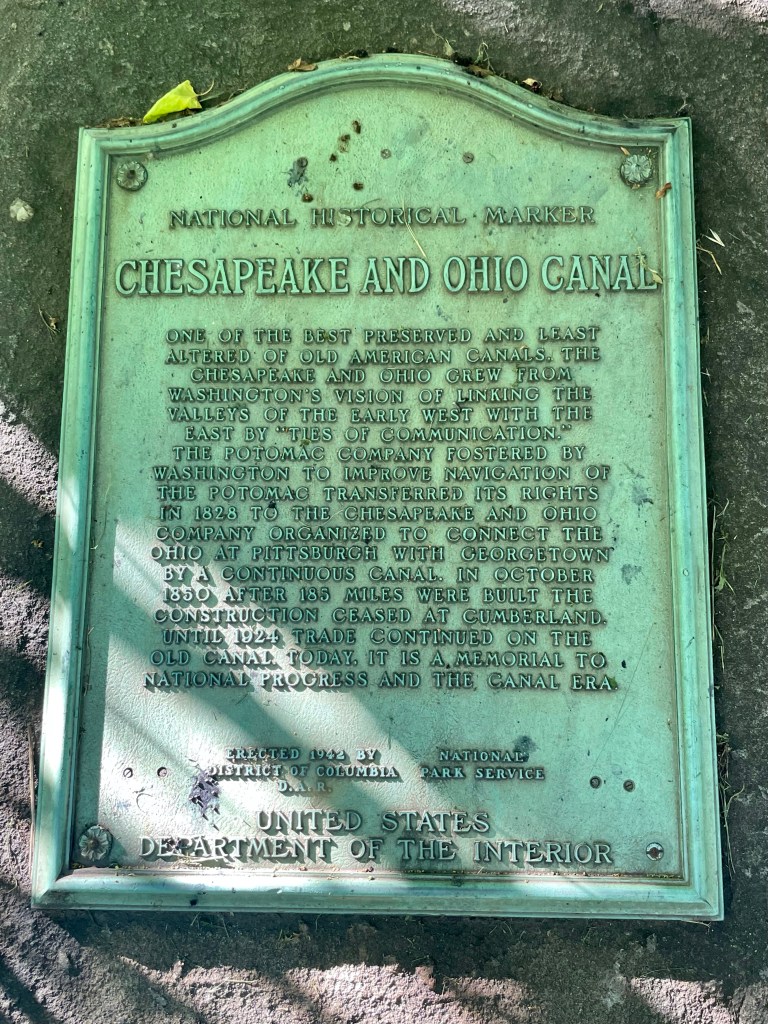 NATIONAL HISTORICAL MARKER
CHESAPEAKE AND OHIO CANAL
ONE OF THE BEST PRESERVED AND LEAST
ALTERED OF OLD AMERICAN CANALS. THE
CHESAPEAKE AND OHIO GREW FROM
WASHINGTON'S VISION OF LINKING THE
VALLEYS OF THE EARLY WEST WITH THE
EAST BY "TIES OF COMMUNICATION."
THE POTOMAC COMPANY FOSTERED BY
WASHINGTON TO IMPROVE NAVIGATION OF
THE POTOMAC TRANSFERRED ITS RIGHTS
IN 1828 TO THE CHESAPEAKE AND OHIO
COMPANY ORGANIZED TO CONNECT THE
OHIO AT PITTSBURGH WITH GEORGETOWN
BY A CONTINUOUS CANAL. IN OCTOBER
1850 AFTER 185 MILES WERE BUILT THE
CONSTRUCTION CEASED AT CUMBERLAND.
UNTIL 1924 TRADE CONTINUED ON THE
OLD CANAL. TODAY, IT IS A MEMORIAL TO
NATIONAL PROGRESS AND THE CANAL ERA.
ERECTED 1942 BY
DISTRICT OF COLUMBIA
D.A.R.
NATIONAL
PARK SERVICE
UNITED STATES
DEPARTMENT OF THE INTERIOR